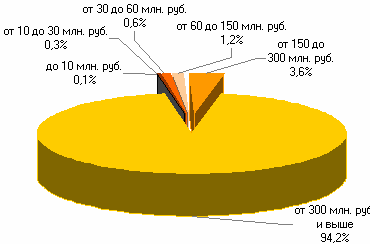 от 30 до 60 млн. руб.
0,6%
от 10 до 30 млн. руб.
0,3%
до 10 млн. руб.
0,1%
от 60 до 150 млн. руб.
1,2%
от 150 до
300 млн. руб.
3,6%
от 300 млн. руб.
и выше
94,2%